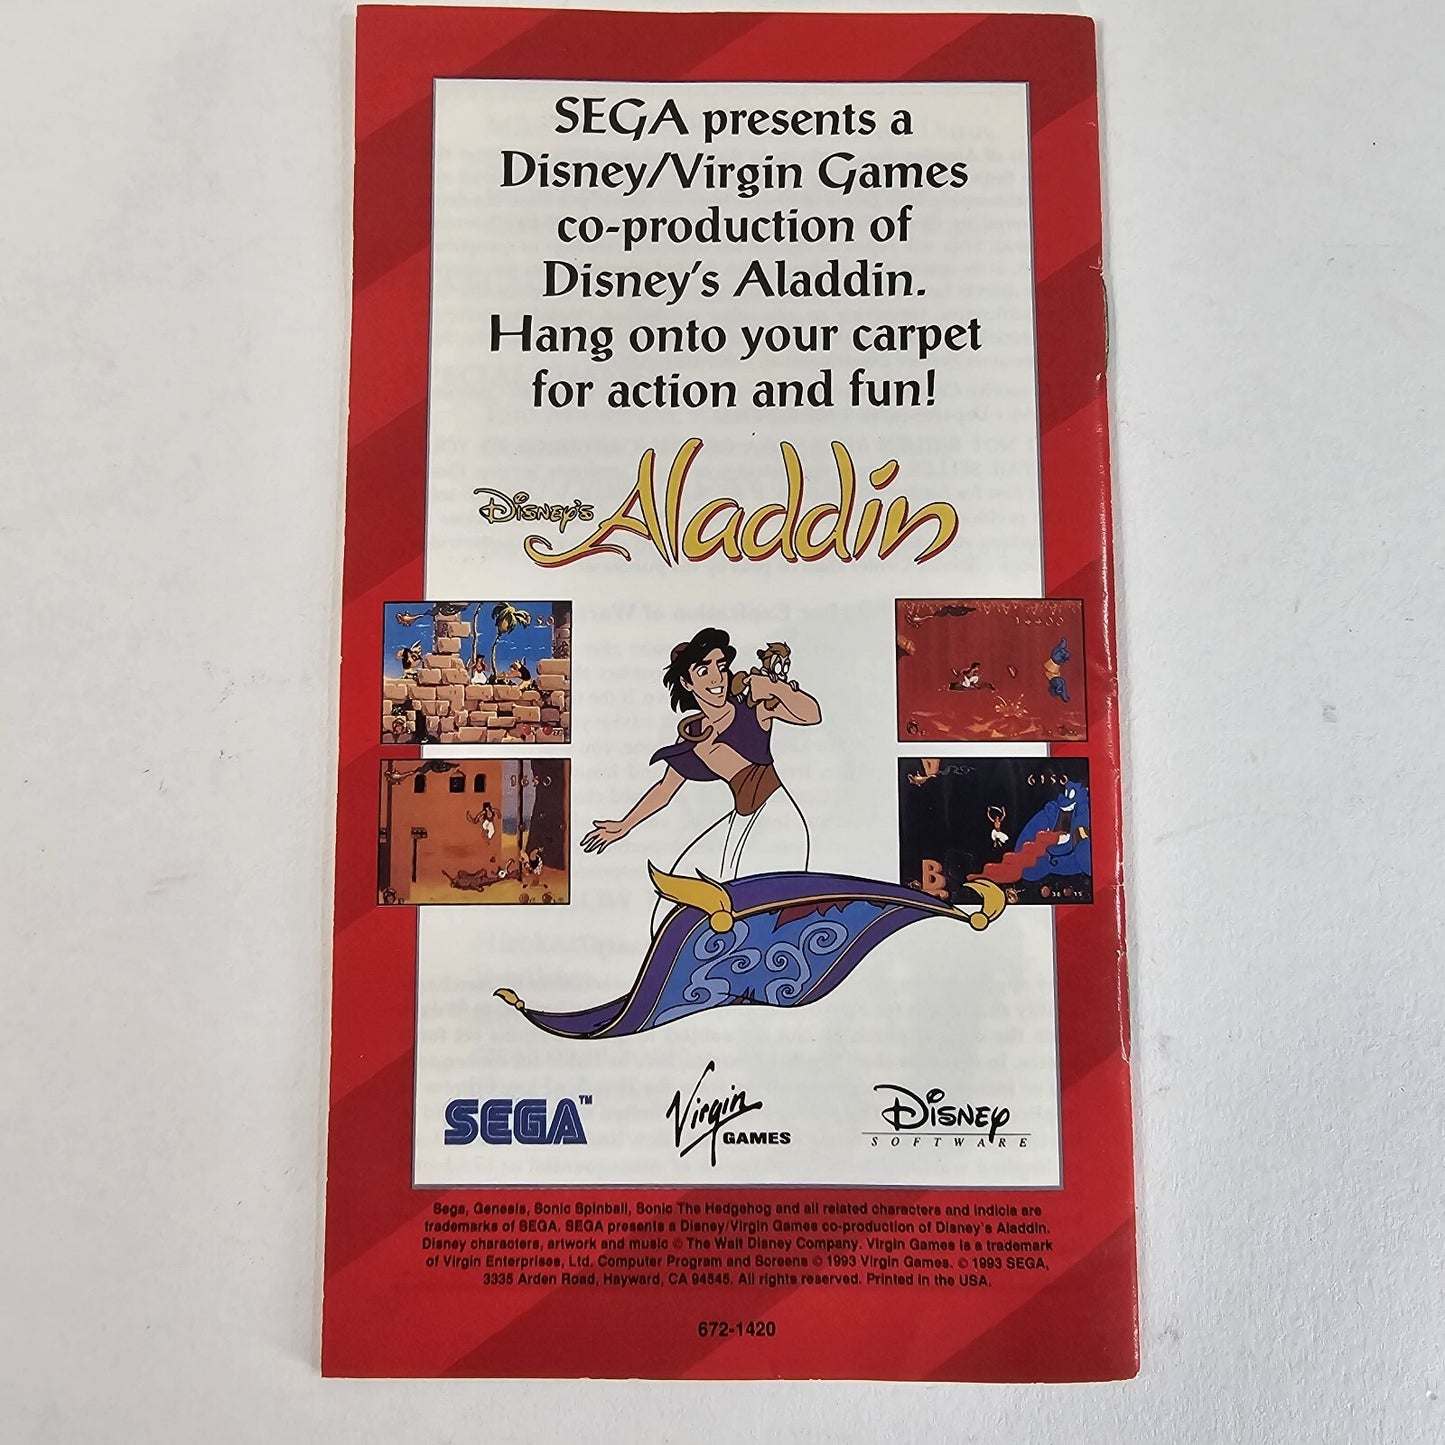 SEGA presents a
Disney/Virgin Games
co-production of
Disney's Aladdin.
Hang onto your carpet
for action and fun!
Disney's Aladdin
14400
1650
6150
B
SEGA™
Virgin
GAMES
Disney
SOFTWARE
Sega, Genesis, Sonic Spinball, Sonic The Hedgehog and all related characters and indicia are
trademarks of SEGA. SEGA presents a Disney/Virgin Games co-production of Disney's Aladdin.
Disney characters, artwork and music © The Walt Disney Company. Virgin Games is a trademark
of Virgin Enterprises, Ltd. Computer Program and Screens © 1993 Virgin Games. © 1993 SEGA,
3335 Arden Road, Hayward, CA 94545. All rights reserved. Printed in the USA.
672-1420